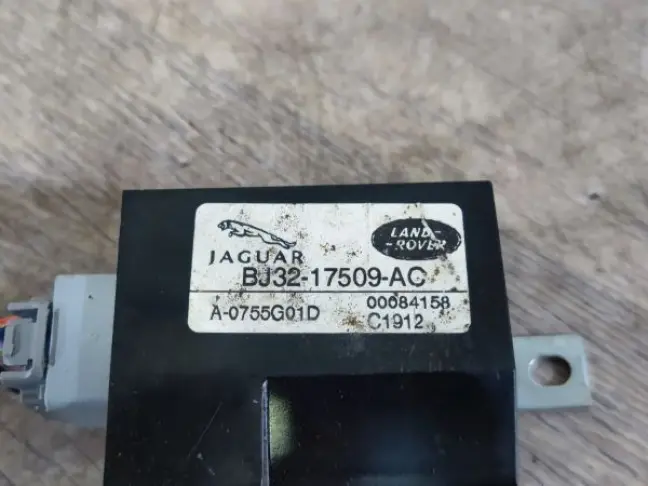 JAGUAR
LAND-
-ROVER
BJ32-17509-AC
A-0755G01D
00084158
C1912